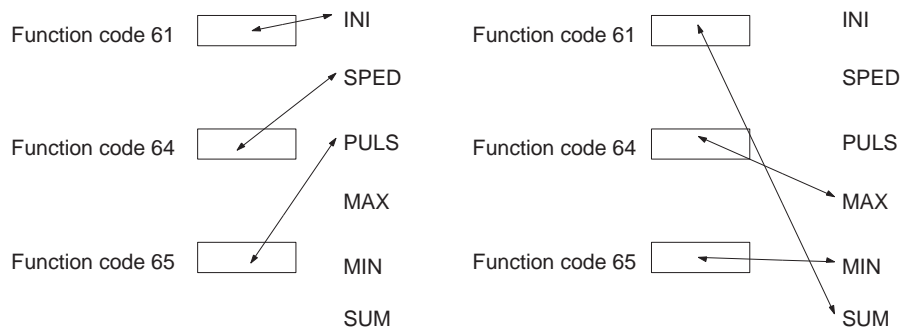 Function code 61
INI
SPED
Function code 64
PULS
MAX
Function code 65
MIN
SUM
Function code 61
INI
SPED
Function code 64
PULS
MAX
Function code 65
MIN
SUM